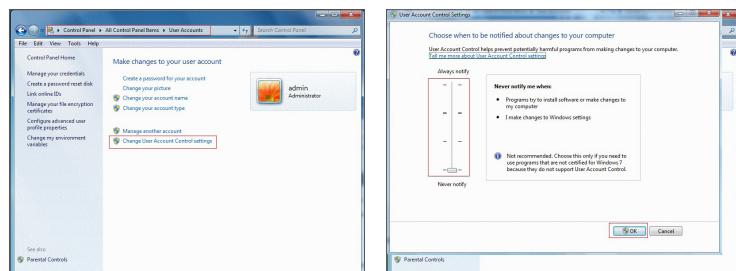 Control Panel ▸ All Control Panel Items ▸ User Accounts
Search Control Panel
File Edit View Tools Help
Control Panel Home
Manage your credentials
Create a password reset disk
Link online IDs
Manage your file encryption
certificates
Configure advanced user
profile properties
Change my environment
variables
See also
Parental Controls
Make changes to your user account
Create a password for your account
Change your picture
Change your account name
Change your account type
Manage another account
Change User Account Control settings
admin
Administrator
User Account Control Settings
Choose when to be notified about changes to your computer
User Account Control helps prevent potentially harmful programs from making changes to your computer.
Tell me more about User Account Control settings
Always notify
Never notify me when:
• Programs try to install software or make changes to
my computer
• I make changes to Windows settings
Not recommended. Choose this only if you need to
use programs that are not certified for Windows 7
because they do not support User Account Control.
Never notify
OK
Cancel
Parental Controls